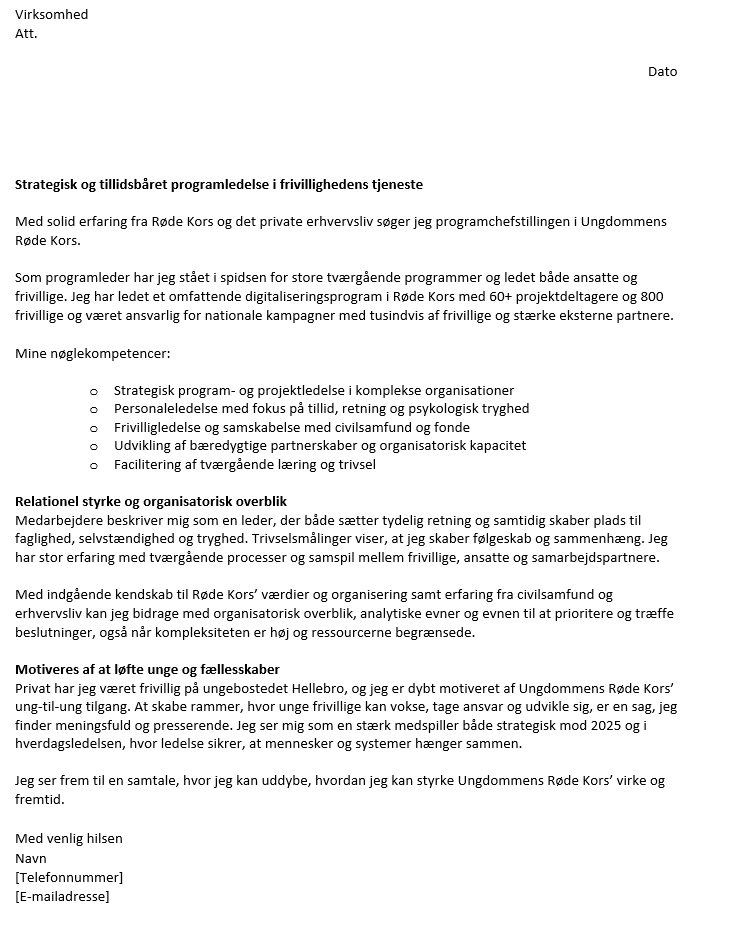 Virksomhed
Att.
Dato
Strategisk og tillidsbåret programledelse i frivillighedens tjeneste
Med solid erfaring fra Røde Kors og det private erhvervsliv søger jeg programchefstillingen i Ungdommens
Røde Kors.
Som programleder har jeg stået i spidsen for store tværgående programmer og ledet både ansatte og
frivillige. Jeg har ledet et omfattende digitaliseringsprogram i Røde Kors med 60+ projektdeltagere og 800
frivillige og været ansvarlig for nationale kampagner med tusindvis af frivillige og stærke eksterne partnere.
Mine nøglekompetencer:
o Strategisk program- og projektledelse i komplekse organisationer
o Personaleledelse med fokus på tillid, retning og psykologisk tryghed
o Frivilligledelse og samskabelse med civilsamfund og fonde
o Udvikling af bæredygtige partnerskaber og organisatorisk kapacitet
o Facilitering af tværgående læring og trivsel
Relationel styrke og organisatorisk overblik
Medarbejdere beskriver mig som en leder, der både sætter tydelig retning og samtidig skaber plads til
faglighed, selvstændighed og tryghed. Trivselsmålinger viser, at jeg skaber følgeskab og sammenhæng. Jeg
har stor erfaring med tværgående processer og samspil mellem frivillige, ansatte og samarbejdspartnere.
Med indgående kendskab til Røde Kors’ værdier og organisering samt erfaring fra civilsamfund og
erhvervsliv kan jeg bidrage med organisatorisk overblik, analytiske evner og evnen til at prioritere og træffe
beslutninger, også når kompleksiteten er høj og ressourcerne begrænsede.
Motiveres af at løfte unge og fællesskaber
Privat har jeg været frivillig på ungebostedet Hellebro, og jeg er dybt motiveret af Ungdommens Røde Kors’
ung-til-ung tilgang. At skabe rammer, hvor unge frivillige kan vokse, tage ansvar og udvikle sig, er en sag, jeg
finder meningsfuld og presserende. Jeg ser mig som en stærk medspiller både strategisk mod 2025 og i
hverdagsledelsen, hvor ledelse sikrer, at mennesker og systemer hænger sammen.
Jeg ser frem til en samtale, hvor jeg kan uddybe, hvordan jeg kan styrke Ungdommens Røde Kors’ virke og
fremtid.
Med venlig hilsen
Navn
[Telefonnummer]
[E-mailadresse]